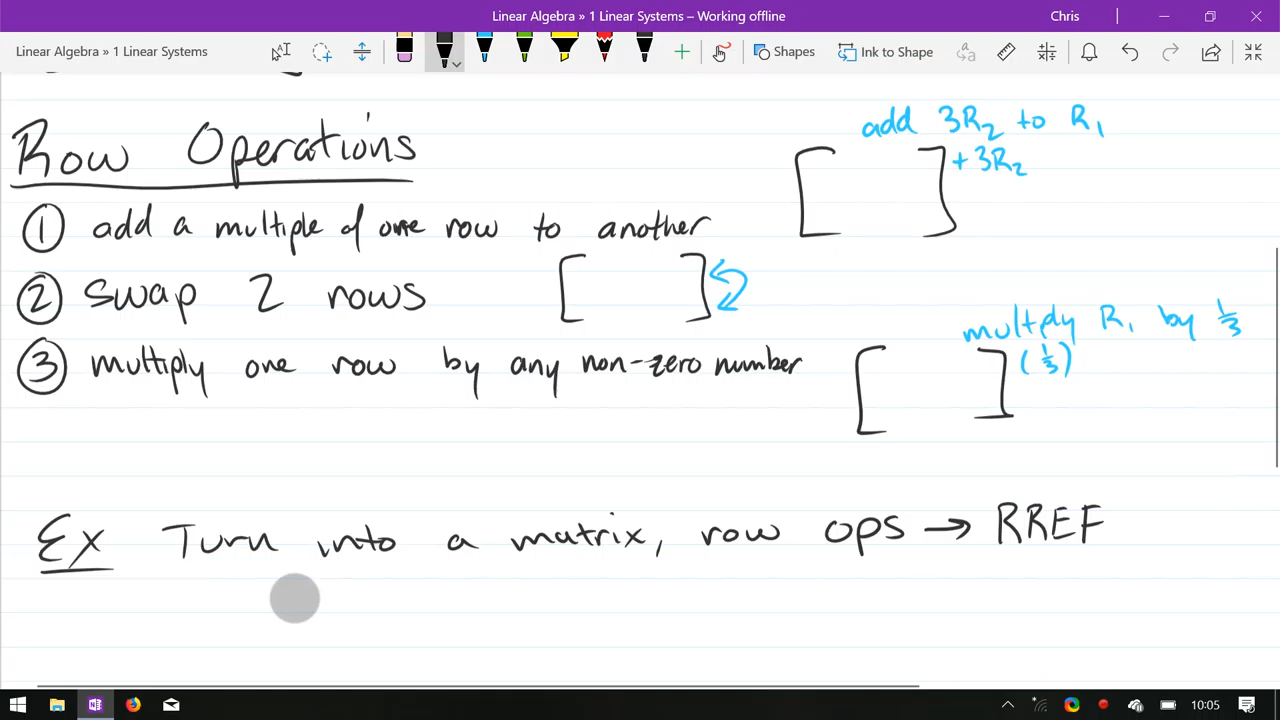 Linear Algebra » 1 Linear Systems – Working offline
Chris
Linear Algebra » 1 Linear Systems
Shapes
Ink to Shape
Row Operations
add 3R₂ to R₁
+3R₂
① add a multiple of one row to another
② swap 2 rows
③ multiply one row by any non-zero number
multiply R₁ by 1/3
(1/3)
Ex Turn into a matrix, row ops → RREF
10:05